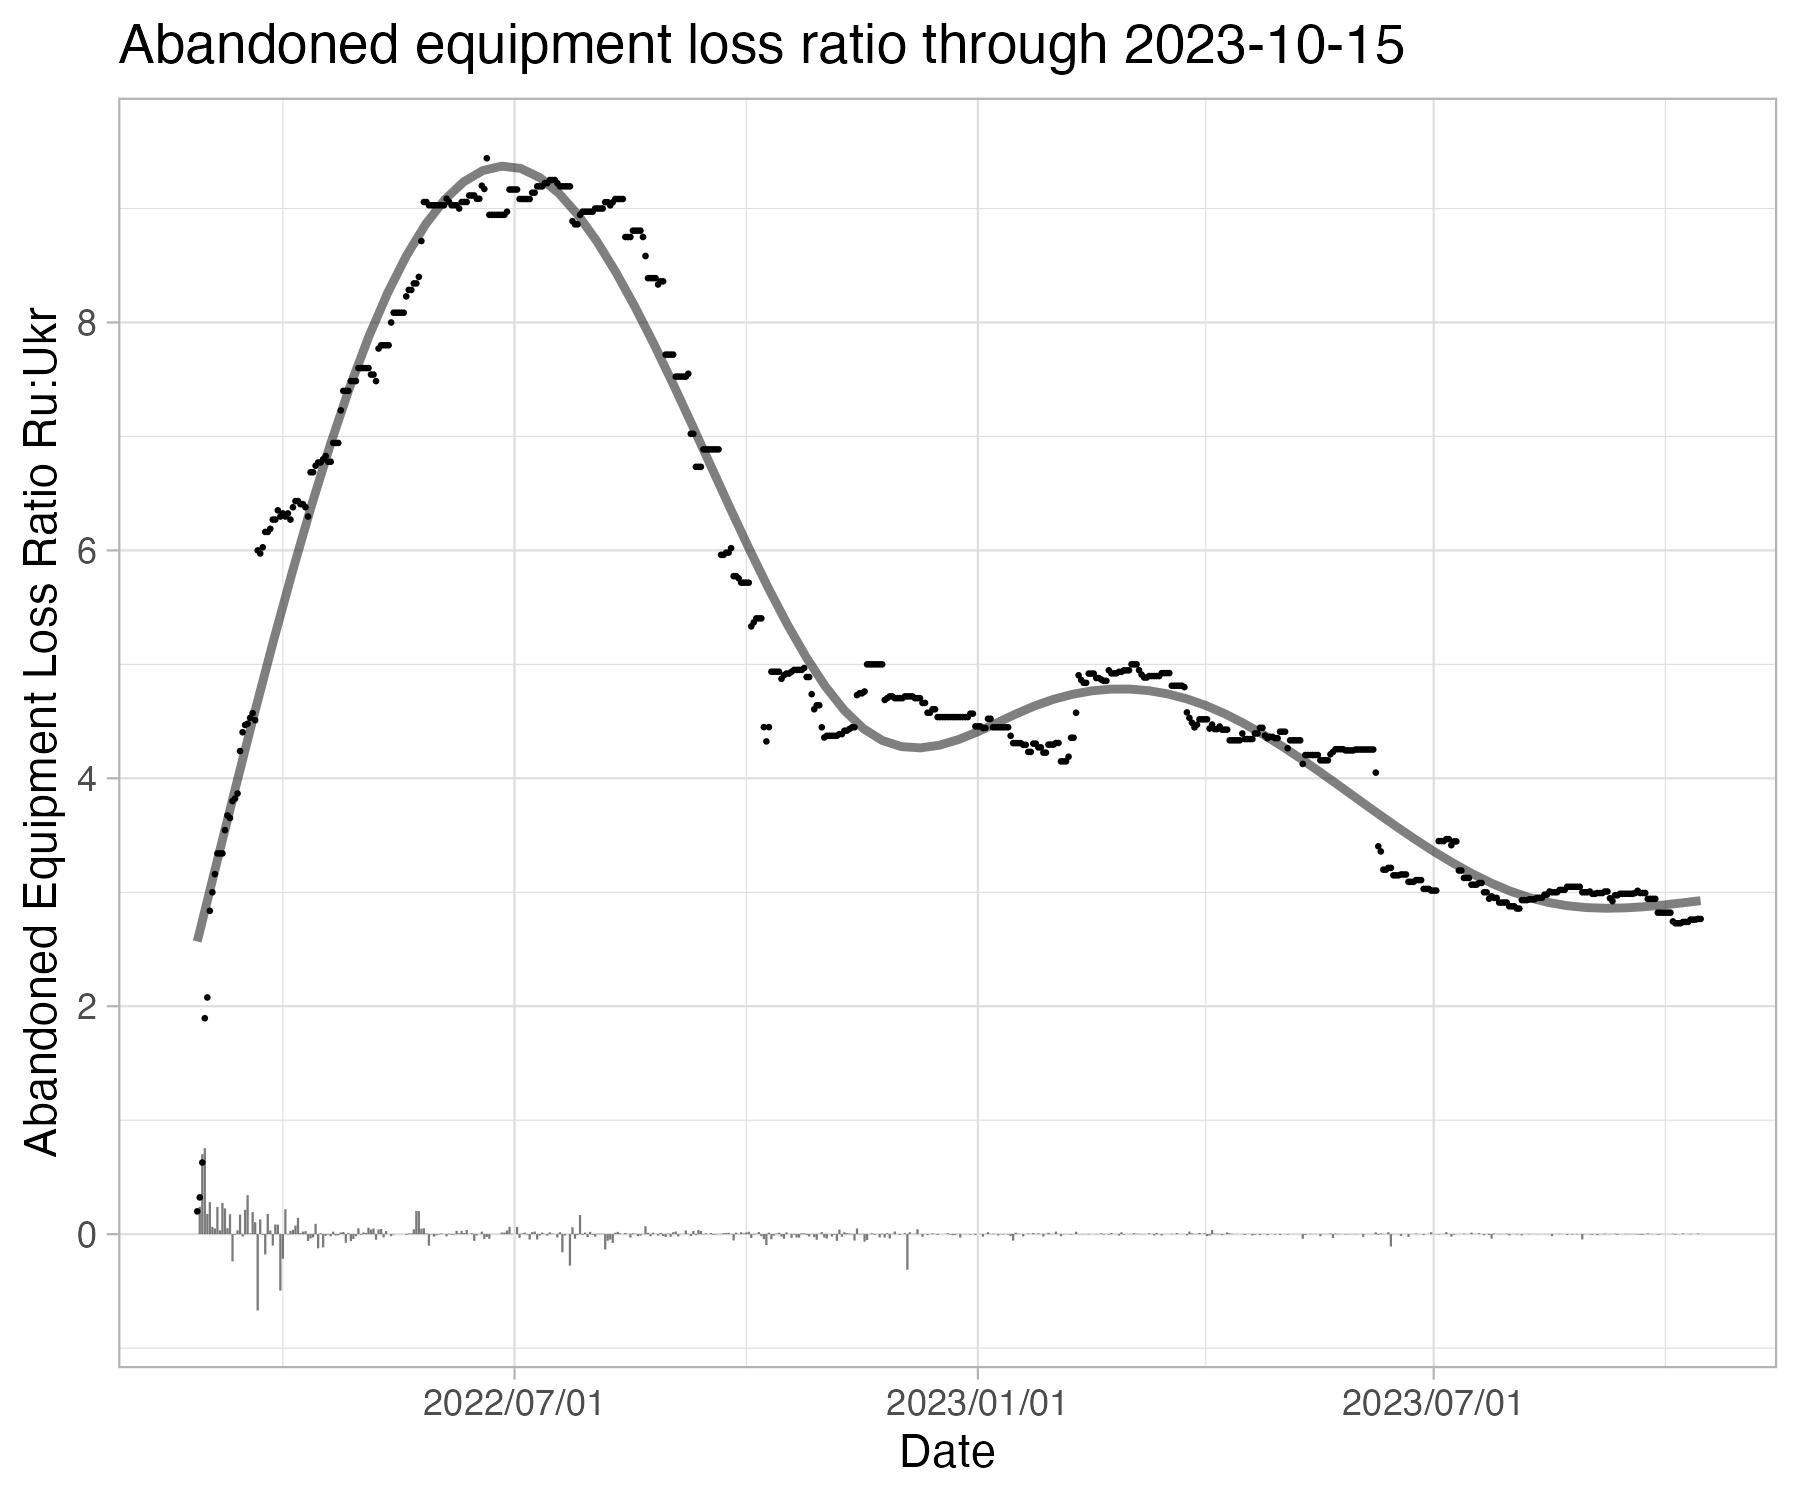 Abandoned equipment loss ratio through 2023-10-15
Abandoned Equipment Loss Ratio Ru:Ukr
8
6
4
2
0
2022/07/01
2023/01/01
2023/07/01
Date